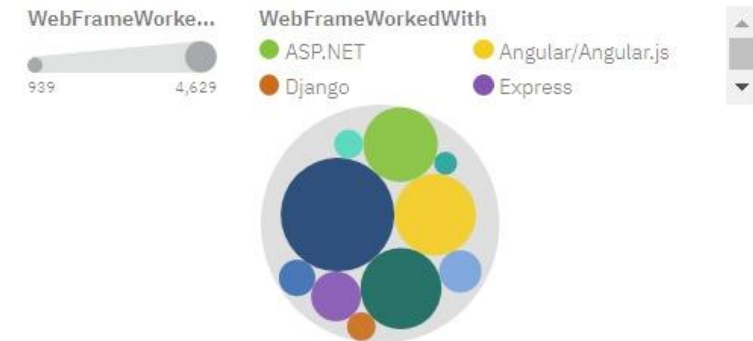 WebFrameWorke...
939 4,629
WebFrameWorkedWith
ASP.NET Angular/Angular.js
Django Express